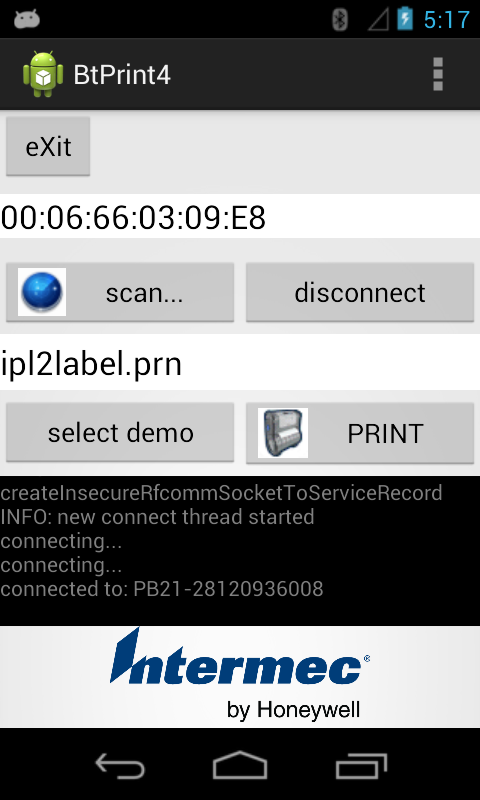 5:17
BtPrint4
eXit
00:06:66:03:09:E8
scan...
disconnect
ipl2label.prn
select demo
PRINT
createInsecureRfcommSocketToServiceRecord
INFO: new connect thread started
connecting...
connecting...
connected to: PB21-28120936008
Intermec®
by Honeywell